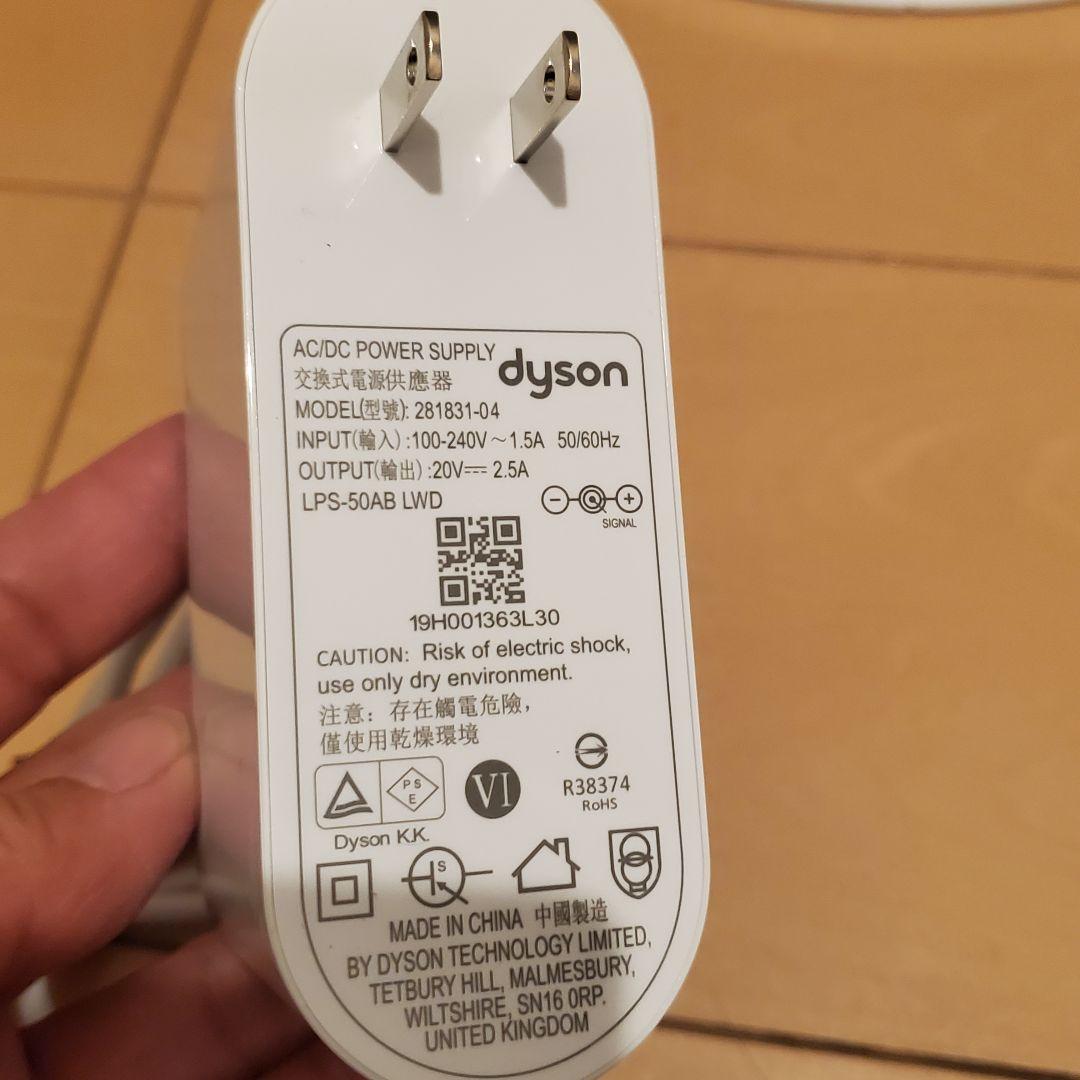 AC/DC POWER SUPPLY
dyson
交換式電源供應器
MODEL(型號): 281831-04
INPUT(輸入) :100-240V～1.5A 50/60Hz
OUTPUT(輸出) :20V⎓ 2.5A
LPS-50AB LWD
SIGNAL
19H001363L30
CAUTION: Risk of electric shock,
use only dry environment.
注意：存在觸電危險，
僅使用乾燥環境
PS
E
VI
R38374
RoHS
Dyson K.K.
S
MADE IN CHINA 中國製造
BY DYSON TECHNOLOGY LIMITED,
TETBURY HILL, MALMESBURY,
WILTSHIRE, SN16 0RP.
UNITED KINGDOM